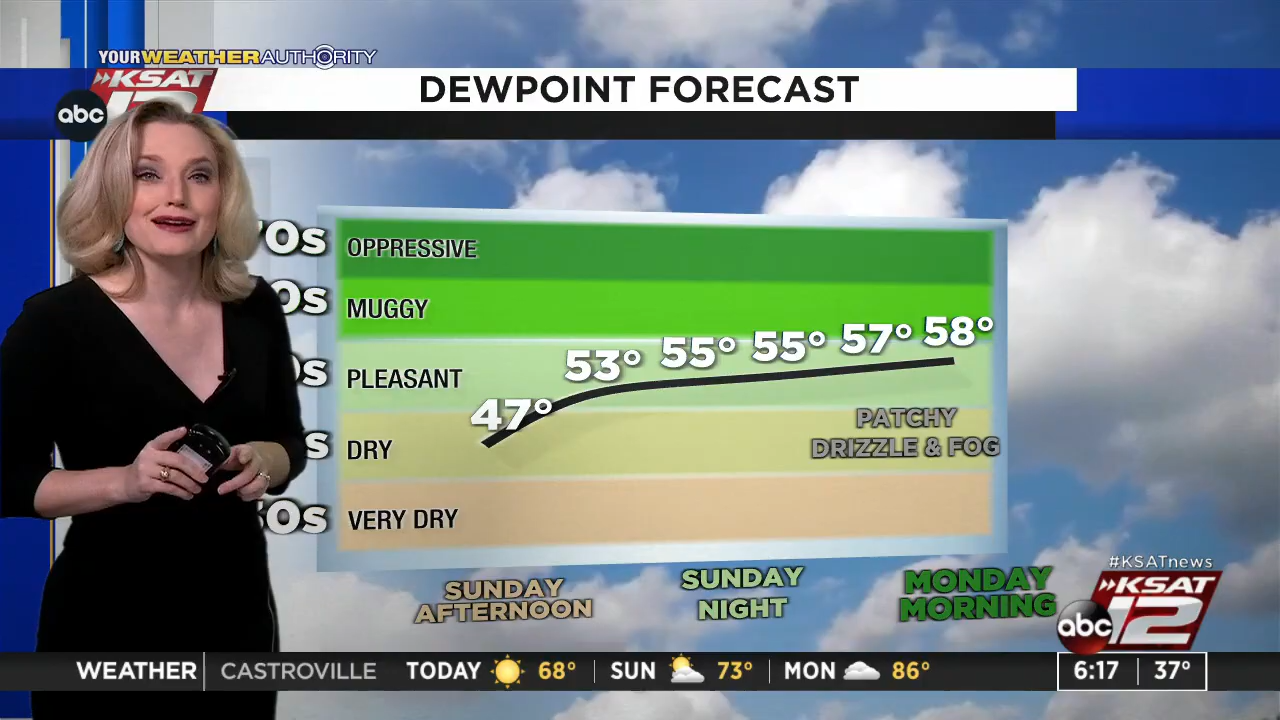 YOUR WEATHER AUTHORITY
KSAT
abc
DEWPOINT FORECAST
OPPRESSIVE
MUGGY
PLEASANT
DRY
VERY DRY
47° 53° 55° 55° 57° 58°
PATCHY
DRIZZLE & FOG
SUNDAY
AFTERNOON
SUNDAY
NIGHT
MONDAY
MORNING
#KSATnews
KSAT
abc 12
WEATHER CASTROVILLE TODAY 68° SUN 73° MON 86° 6:17 37°